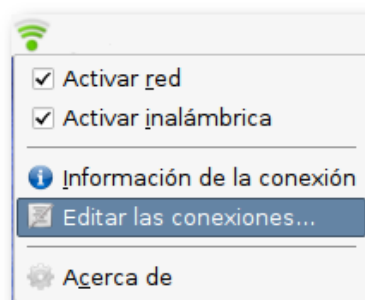 Activar red
Activar inalámbrica
Información de la conexión
Editar las conexiones...
Acerca de